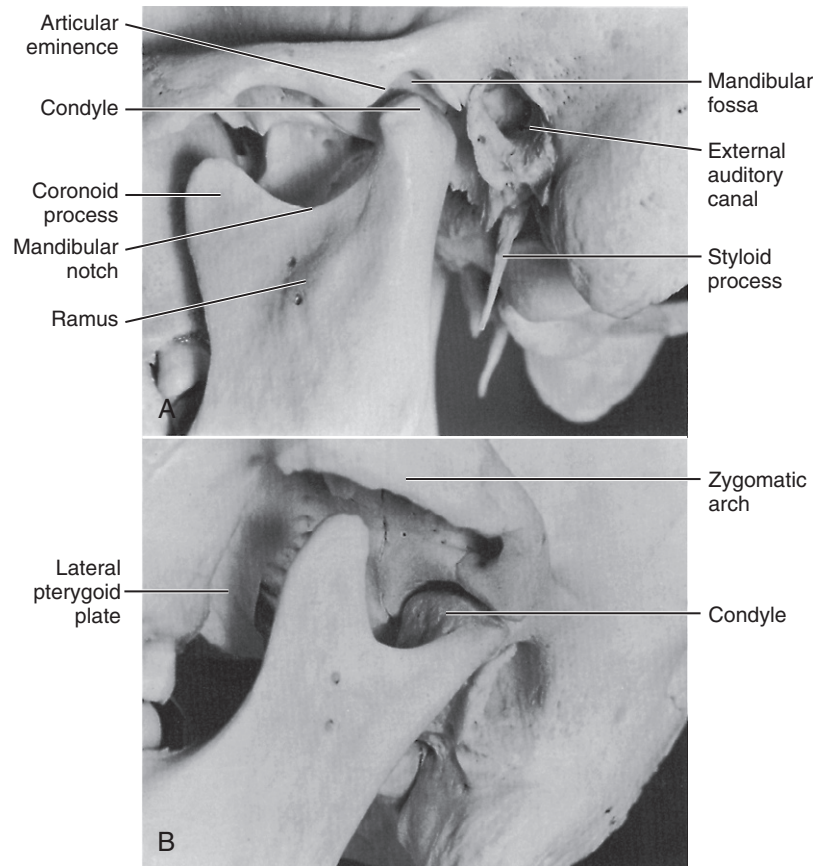 Articular
eminence
Condyle
Coronoid
process
Mandibular
notch
Ramus
Mandibular
fossa
External
auditory
canal
Styloid
process
A
Zygomatic
arch
Lateral
pterygoid
plate
Condyle
B